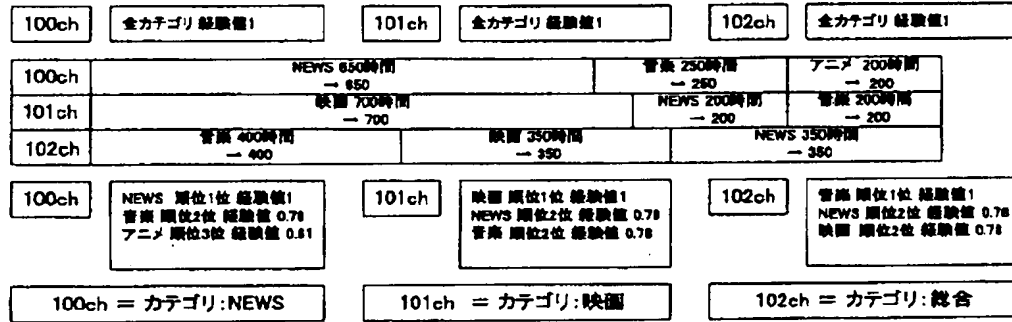 100ch 全カテゴリ 経験値1 101ch 全カテゴリ 経験値1 102ch 全カテゴリ 経験値1
100ch NEWS 650時間 音楽 250時間 アニメ 200時間
→ 650 → 250 → 200
101ch 映画 700時間 NEWS 200時間 音楽 200時間
→ 700 → 200 → 200
102ch 音楽 400時間 映画 350時間 NEWS 350時間
→ 400 → 350 → 350
100ch
NEWS 順位1位 経験値1
音楽 順位2位 経験値 0.78
アニメ 順位3位 経験値 0.61
101ch
映画 順位1位 経験値1
NEWS 順位2位 経験値 0.78
音楽 順位2位 経験値 0.78
102ch
音楽 順位1位 経験値1
NEWS 順位2位 経験値 0.78
映画 順位2位 経験値 0.78
100ch = カテゴリ:NEWS
101ch = カテゴリ:映画
102ch = カテゴリ:総合